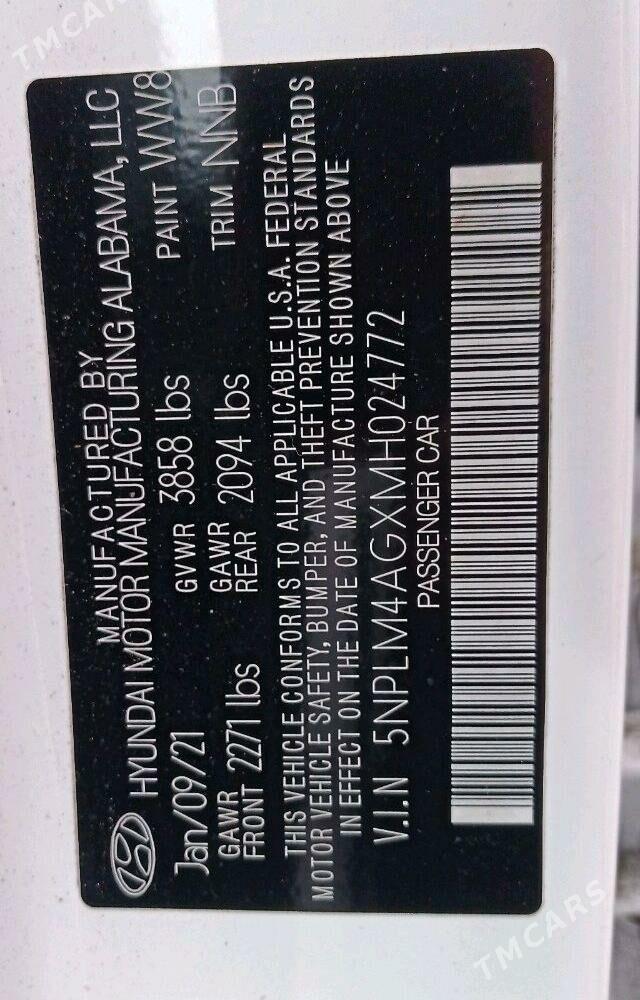 TMCARS
MANUFACTURED BY
HYUNDAI MOTOR MANUFACTURING ALABAMA, LLC
Jan/09/21 GVWR 3858 lbs PAINT WW8
GAWR FRONT 2271 lbs GAWR REAR 2094 lbs TRIM NNB
THIS VEHICLE CONFORMS TO ALL APPLICABLE U.S.A. FEDERAL
MOTOR VEHICLE SAFETY, BUMPER, AND THEFT PREVENTION STANDARDS
IN EFFECT ON THE DATE OF MANUFACTURE SHOWN ABOVE
V.I.N 5NPLM4AGXMH024772
PASSENGER CAR
TMCARS